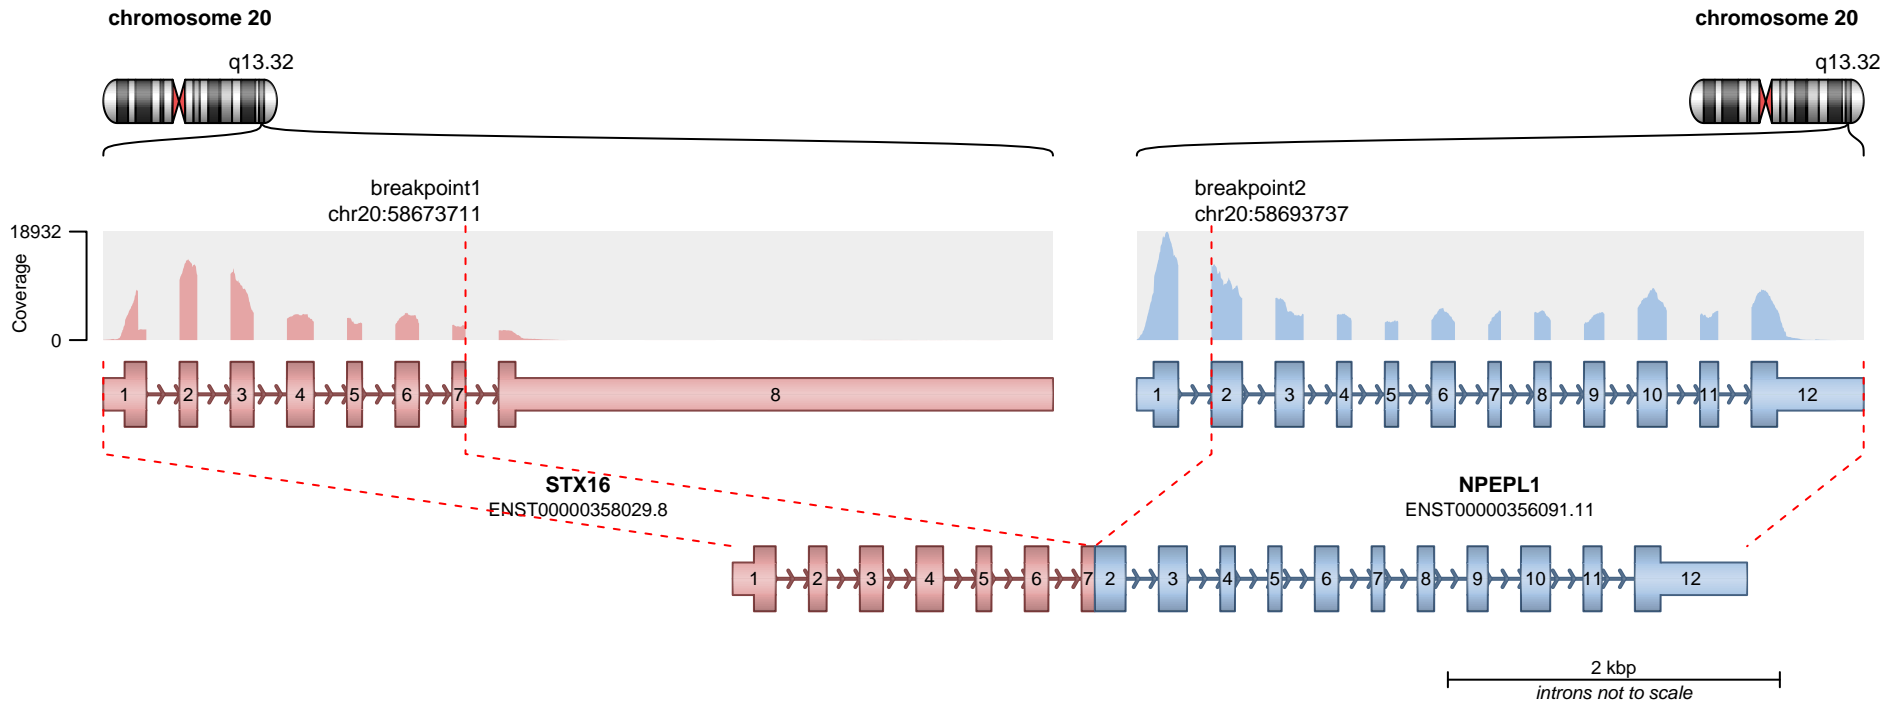 chromosome 20
chromosome 20
q13.32
q13.32
breakpoint1
chr20:58673711
breakpoint2
chr20:58693737
18932
Coverage
0
1 2 3 4 5 6 7 8
1 2 3 4 5 6 7 8 9 10 11 12
STX16
ENST00000358029.8
NPEPL1
ENST00000356091.11
1 2 3 4 5 6 7 2 3 4 5 6 7 8 9 10 11 12
2 kbp
introns not to scale